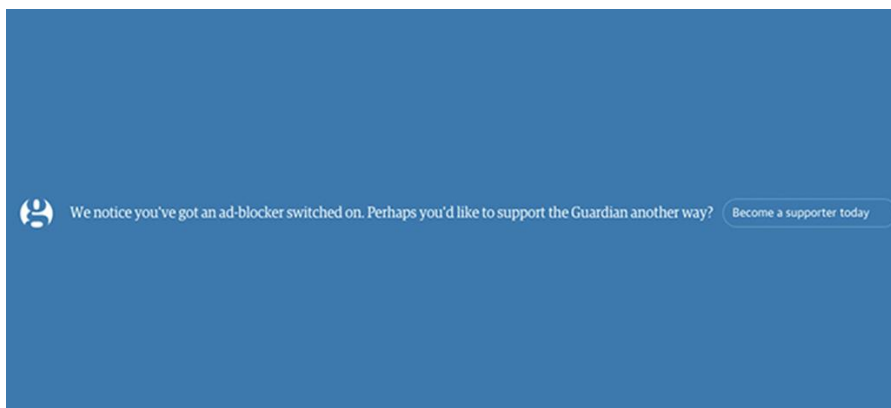 We notice you've got an ad-blocker switched on. Perhaps you'd like to support the Guardian another way? Become a supporter today